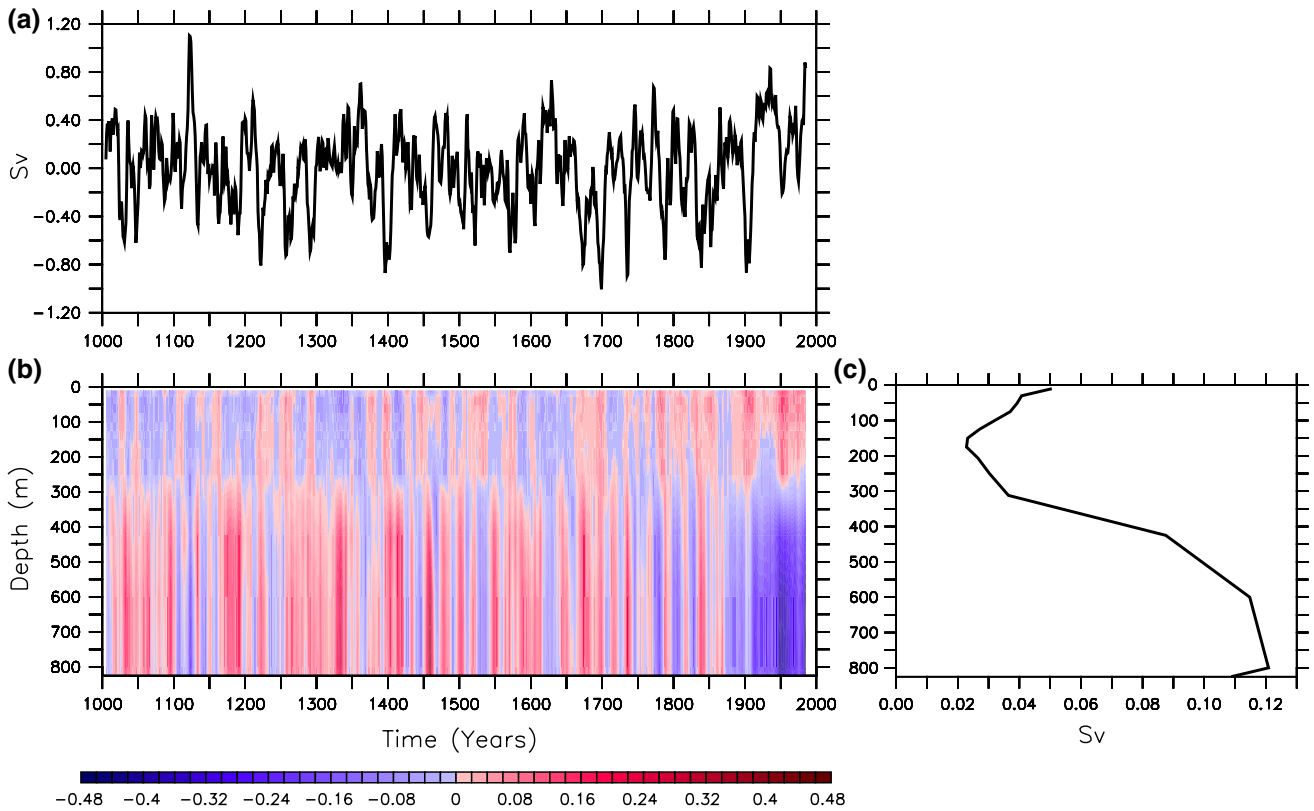 (a)
1.20
0.80
0.40
0.00
−0.40
−0.80
−1.20
Sv
1000 1100 1200 1300 1400 1500 1600 1700 1800 1900 2000
(b)
0
100
200
300
400
500
600
700
800
Depth (m)
1000 1100 1200 1300 1400 1500 1600 1700 1800 1900 2000
Time (Years)
(c)
0
100
200
300
400
500
600
700
800
0.00 0.02 0.04 0.06 0.08 0.10 0.12
Sv
−0.48 −0.4 −0.32 −0.24 −0.16 −0.08 0 0.08 0.16 0.24 0.32 0.4 0.48